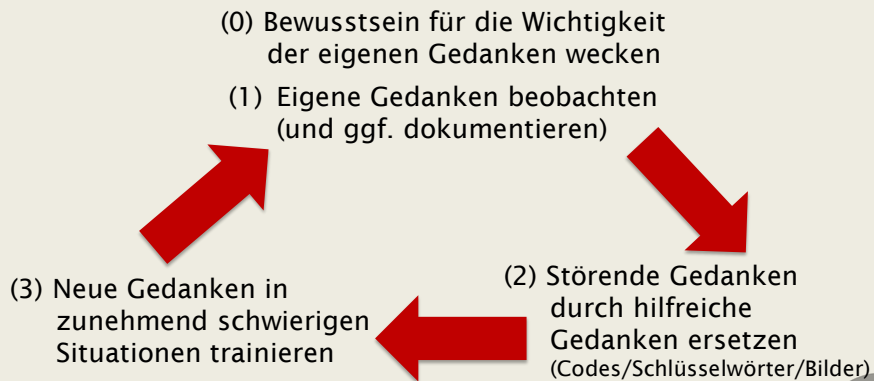 (0) Bewusstsein für die Wichtigkeit
der eigenen Gedanken wecken
(1) Eigene Gedanken beobachten
(und ggf. dokumentieren)
(2) Störende Gedanken
durch hilfreiche
Gedanken ersetzen
(Codes/Schlüsselwörter/Bilder)
(3) Neue Gedanken in
zunehmend schwierigen
Situationen trainieren